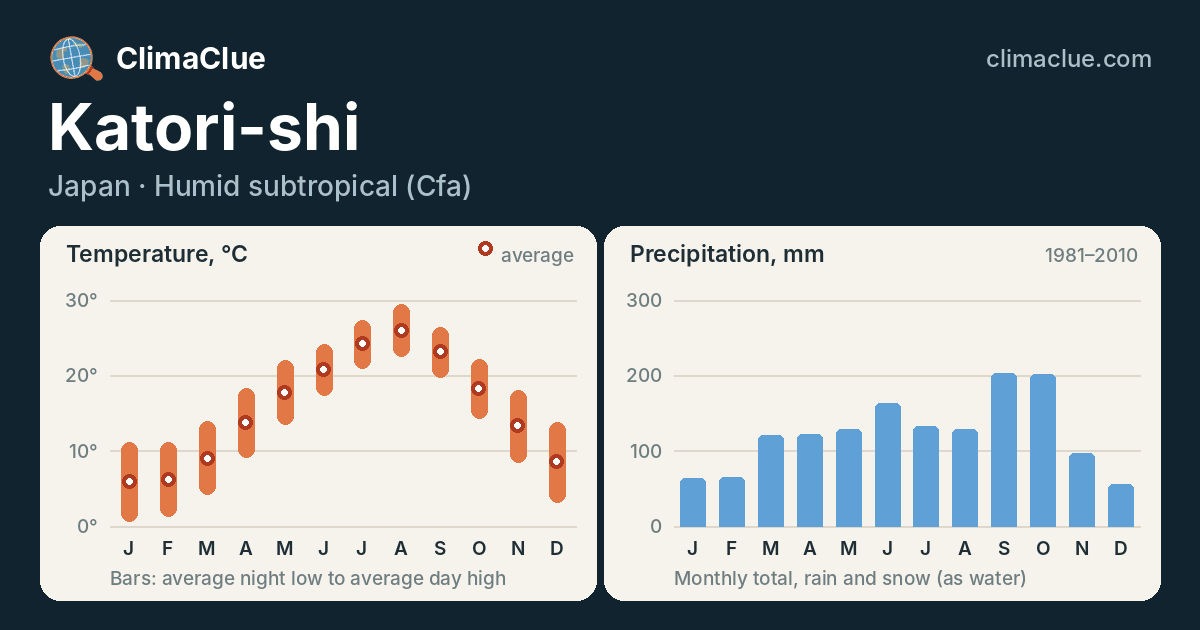 ClimaClue
climaclue.com
Katori-shi
Japan · Humid subtropical (Cfa)
Temperature, °C
average
30°
20°
10°
0°
J F M A M J J A S O N D
Bars: average night low to average day high
Precipitation, mm
1981–2010
300
200
100
0
J F M A M J J A S O N D
Monthly total, rain and snow (as water)